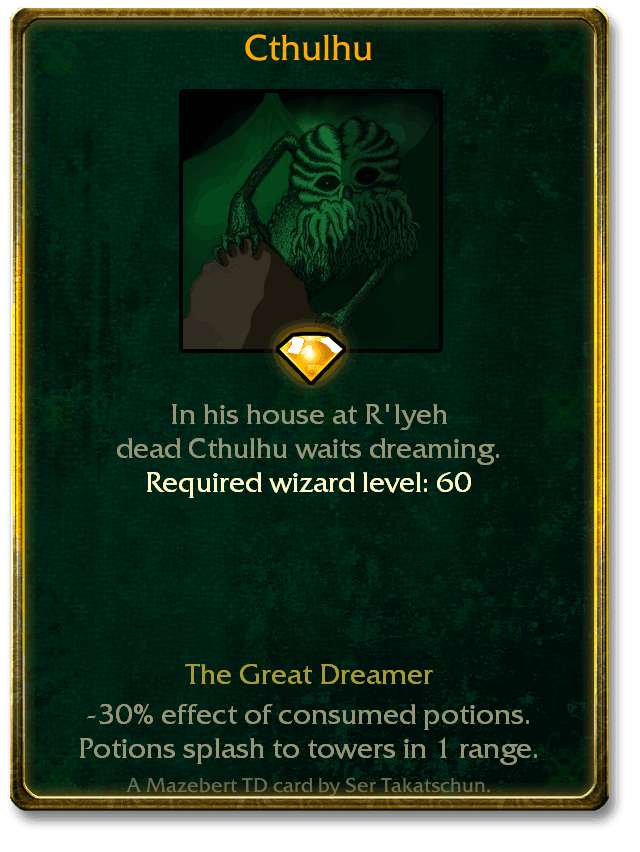 Cthulhu
In his house at R'lyeh
dead Cthulhu waits dreaming.
Required wizard level: 60
The Great Dreamer
-30% effect of consumed potions.
Potions splash to towers in 1 range.
A Mazebert TD card by Ser Takatschun.